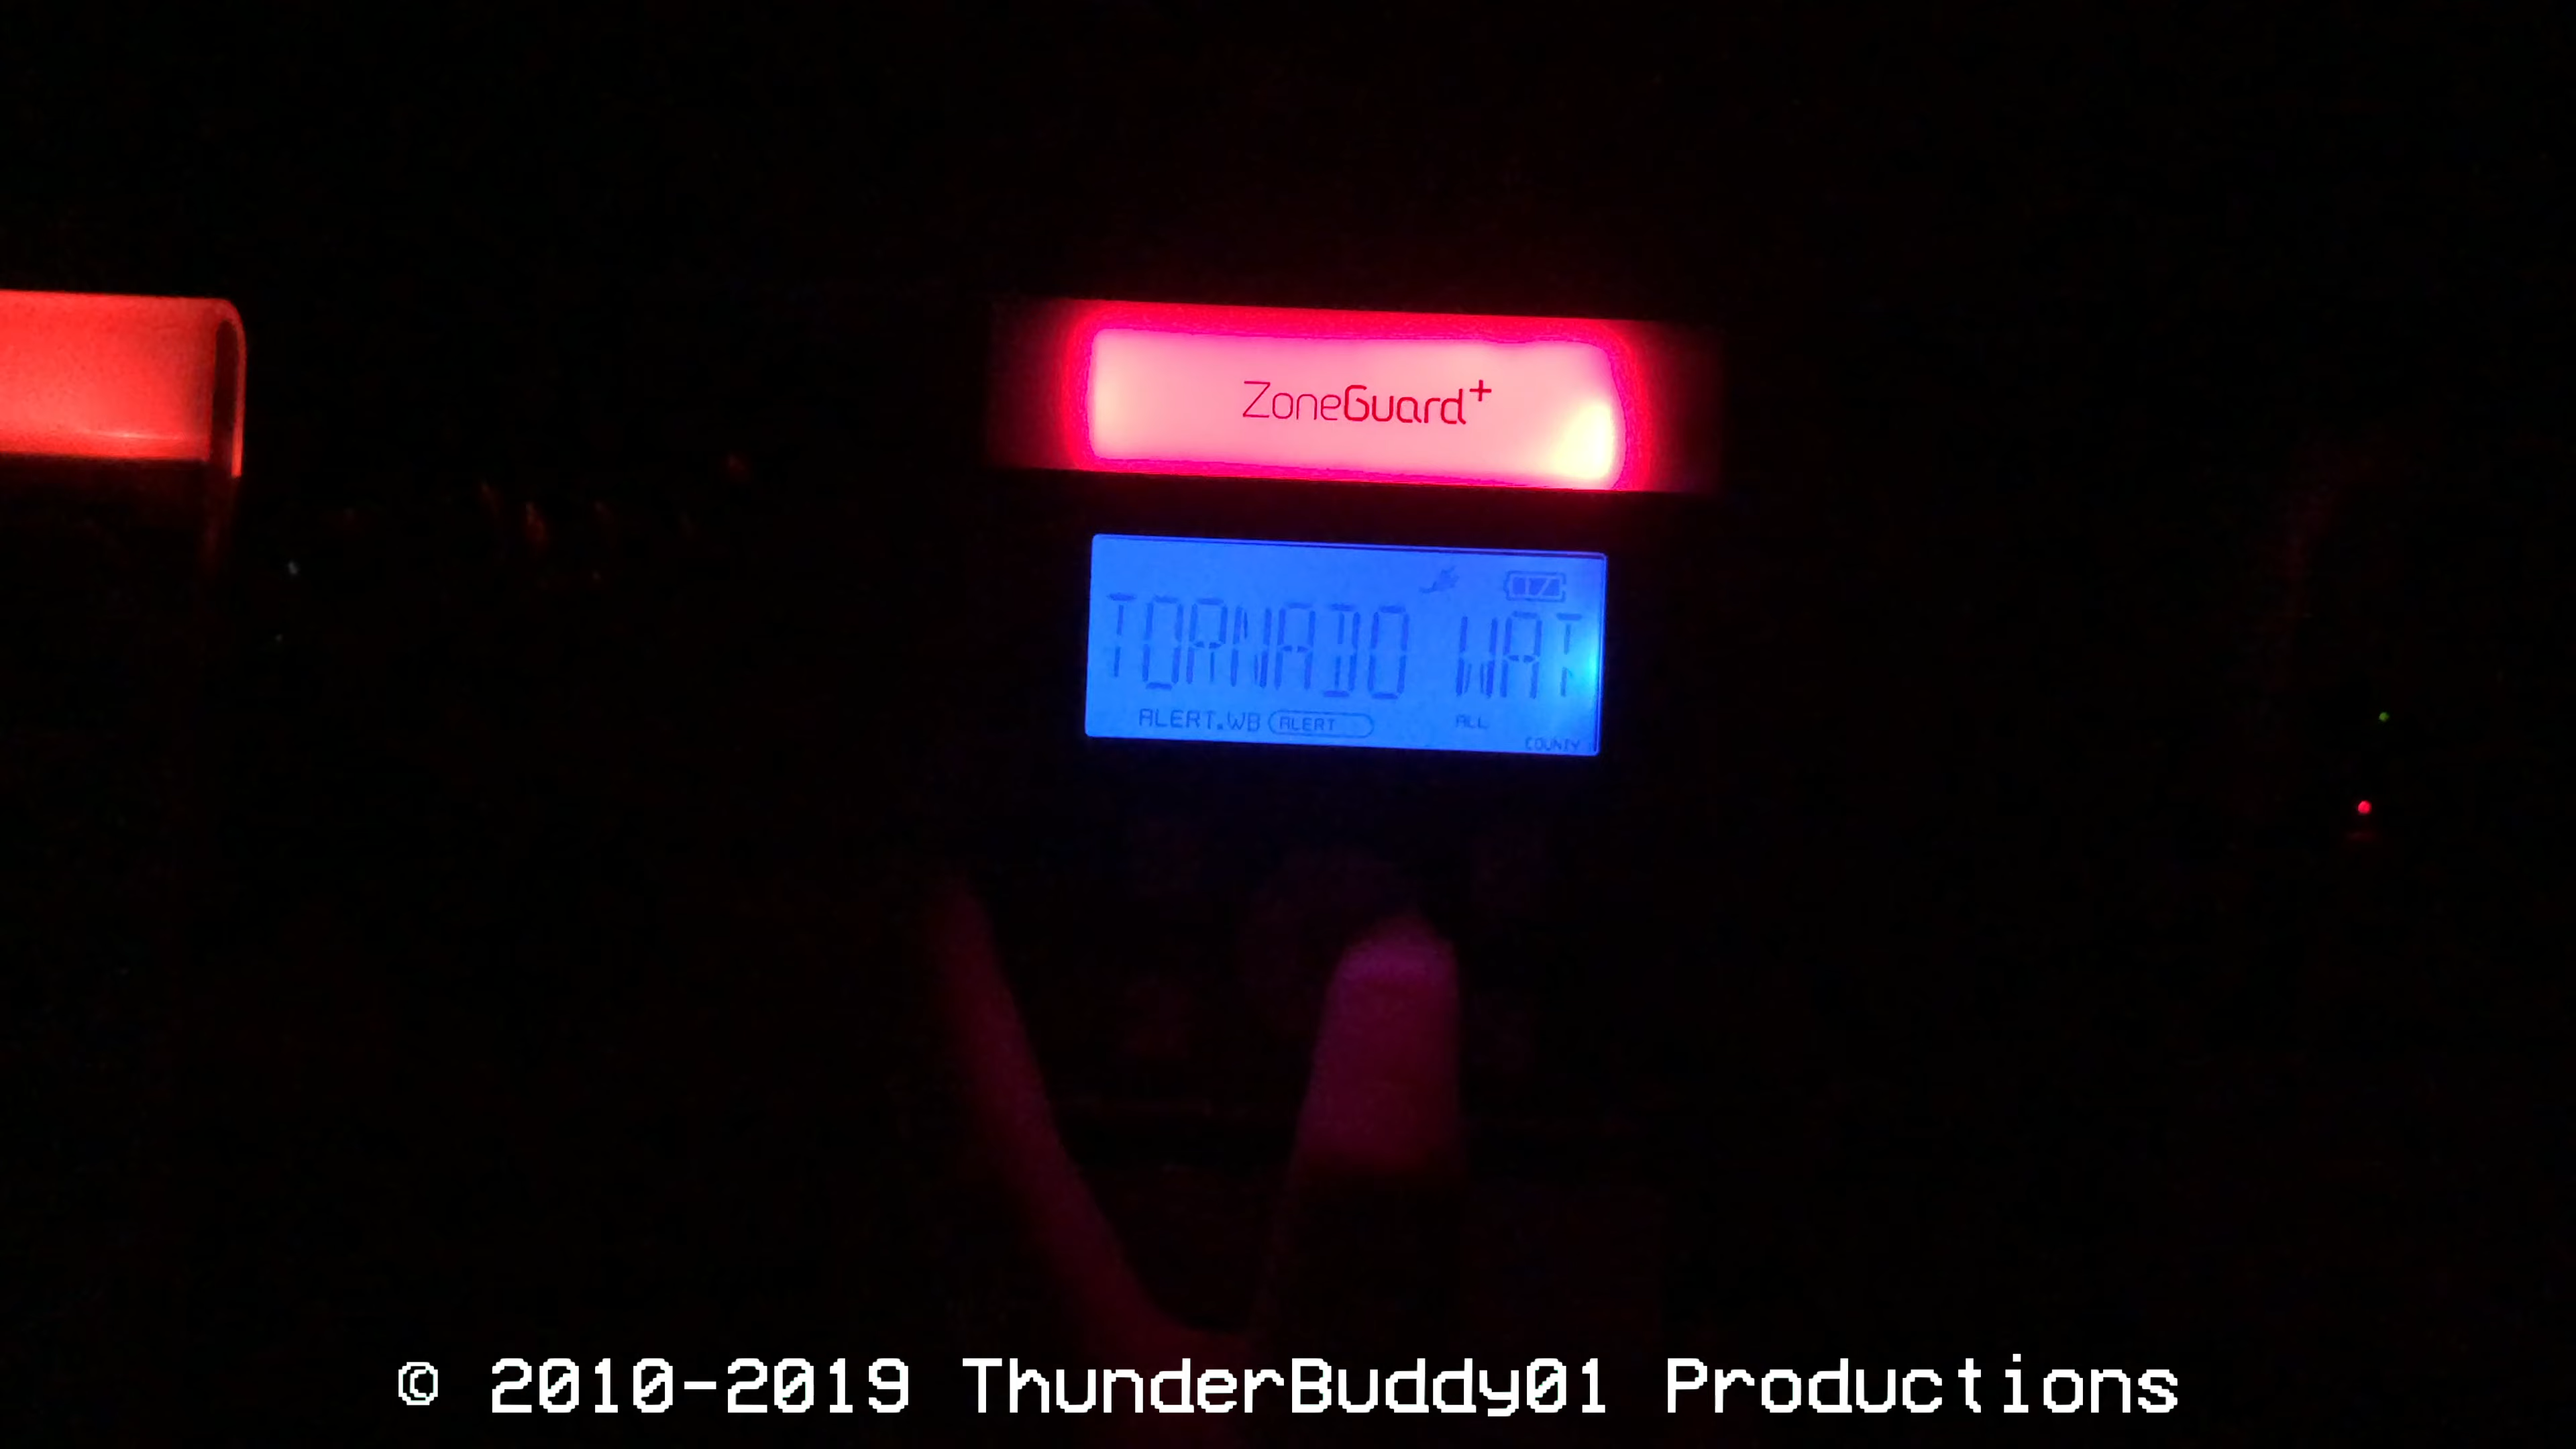 ZoneGuard+
TORNADO WAT
ALERT.WB ALERT ALL
COUNTY
© 2010-2019 ThunderBuddy01 Productions